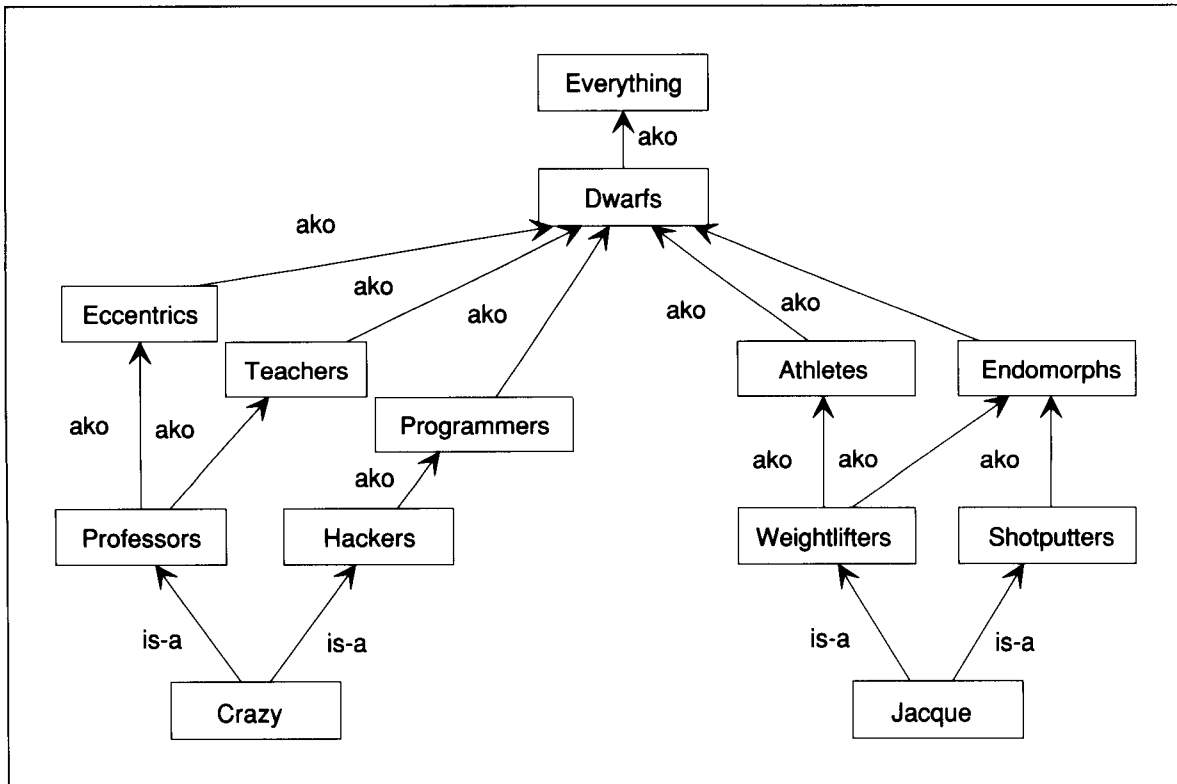 Everything
ako
Dwarfs
ako
Eccentrics
ako
ako
ako
ako
Teachers
Athletes
Endomorphs
Programmers
ako
ako
ako
ako
ako
ako
Professors
Hackers
Weightlifters
Shotputters
is-a
is-a
is-a
is-a
Crazy
Jacque